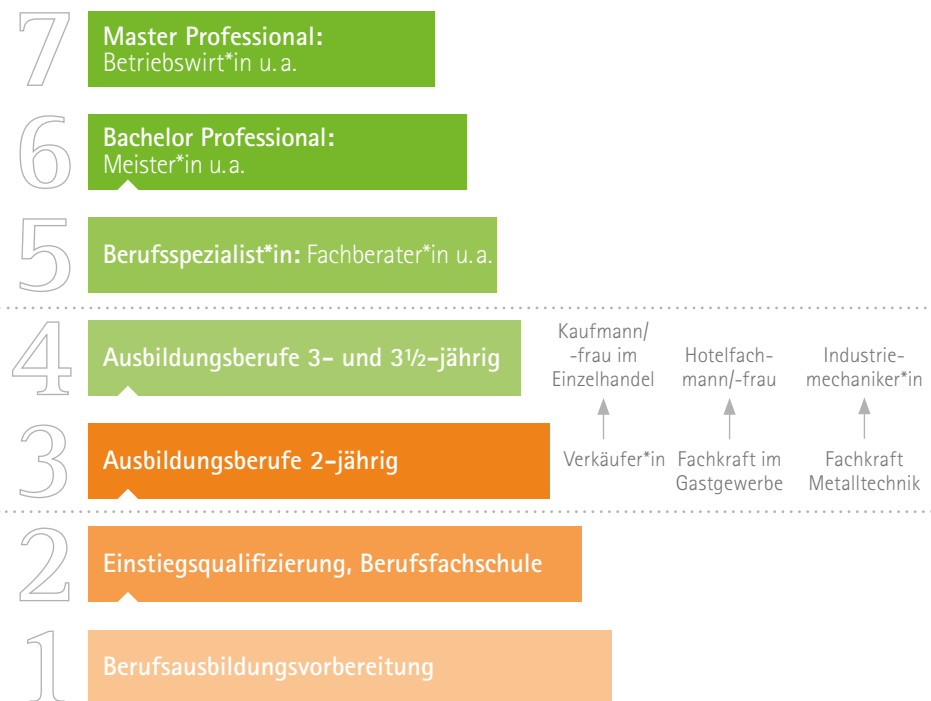 7
Master Professional:
Betriebswirt*in u. a.
6
Bachelor Professional:
Meister*in u. a.
5
Berufsspezialist*in: Fachberater*in u. a.
4
Ausbildungsberufe 3- und 3½-jährig
Kaufmann/
-frau im
Einzelhandel
Hotelfach-
mann/-frau
Industrie-
mechaniker*in
3
Ausbildungsberufe 2-jährig
Verkäufer*in
Fachkraft im
Gastgewerbe
Fachkraft
Metalltechnik
2
Einstiegsqualifizierung, Berufsfachschule
1
Berufsausbildungsvorbereitung